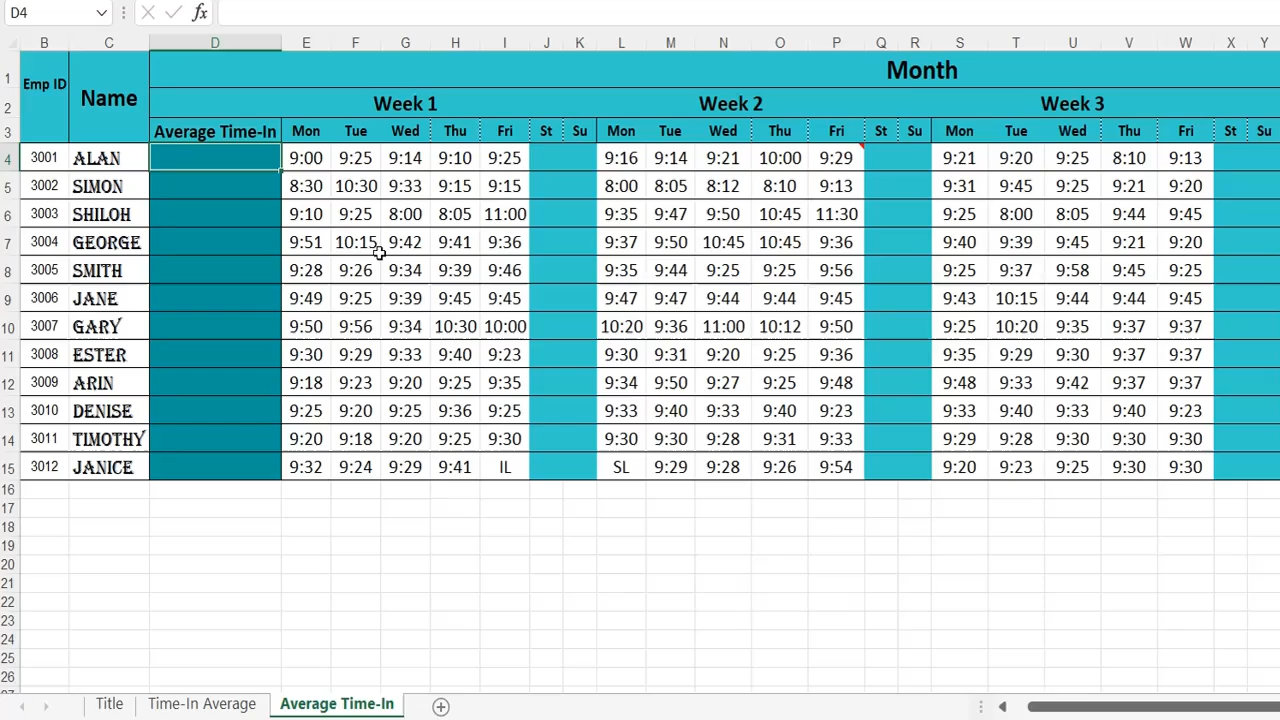 D4 fx
B C D E F G H I J K L M N O P Q R S T U V W X Y
1 Emp ID Name Month
2 Week 1 Week 2 Week 3
3 Average Time-In Mon Tue Wed Thu Fri St Su Mon Tue Wed Thu Fri St Su Mon Tue Wed Thu Fri St Su
4 3001 ALAN 9:00 9:25 9:14 9:10 9:25 9:16 9:14 9:21 10:00 9:29 9:21 9:20 9:25 8:10 9:13
5 3002 SIMON 8:30 10:30 9:33 9:15 9:15 8:00 8:05 8:12 8:10 9:13 9:31 9:45 9:25 9:21 9:20
6 3003 SHILOH 9:10 9:25 8:00 8:05 11:00 9:35 9:47 9:50 10:45 11:30 9:25 8:00 8:05 9:44 9:45
7 3004 GEORGE 9:51 10:15 9:42 9:41 9:36 9:37 9:50 10:45 10:45 9:36 9:40 9:39 9:45 9:21 9:20
8 3005 SMITH 9:28 9:26 9:34 9:39 9:46 9:35 9:44 9:25 9:25 9:56 9:25 9:37 9:58 9:45 9:25
9 3006 JANE 9:49 9:25 9:39 9:45 9:45 9:47 9:47 9:44 9:44 9:45 9:43 10:15 9:44 9:44 9:45
10 3007 GARY 9:50 9:56 9:34 10:30 10:00 10:20 9:36 11:00 10:12 9:50 9:25 10:20 9:35 9:37 9:37
11 3008 ESTER 9:30 9:29 9:33 9:40 9:23 9:30 9:31 9:20 9:25 9:36 9:35 9:29 9:30 9:37 9:37
12 3009 ARIN 9:18 9:23 9:20 9:25 9:35 9:34 9:50 9:27 9:25 9:48 9:48 9:33 9:42 9:37 9:37
13 3010 DENISE 9:25 9:20 9:25 9:36 9:25 9:33 9:40 9:33 9:40 9:23 9:33 9:40 9:33 9:40 9:23
14 3011 TIMOTHY 9:20 9:18 9:20 9:25 9:30 9:30 9:30 9:28 9:31 9:33 9:29 9:28 9:30 9:30 9:30
15 3012 JANICE 9:32 9:24 9:29 9:41 IL SL 9:29 9:28 9:26 9:54 9:20 9:23 9:25 9:30 9:30
16
17
18
19
20
21
22
23
24
25
26
Title Time-In Average Average Time-In